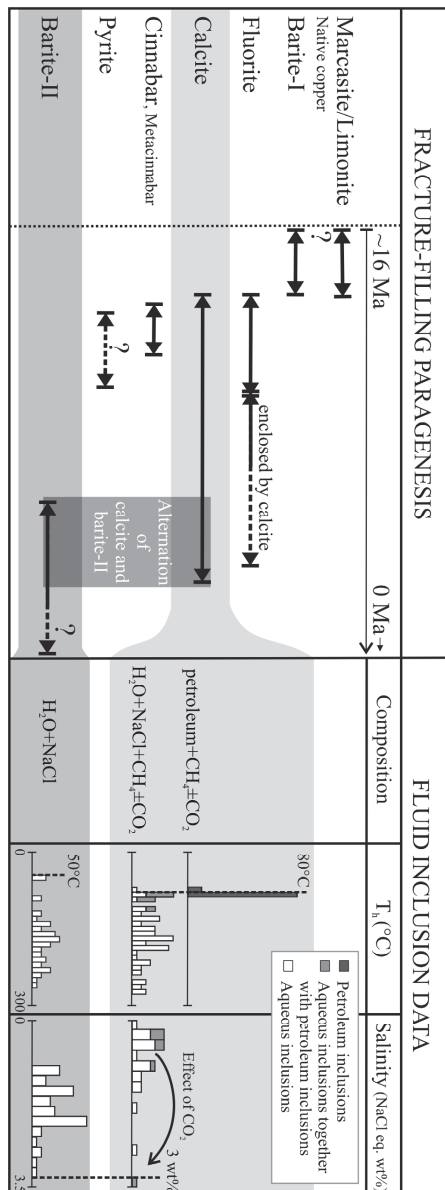 FRACTURE-FILLING PARAGENESIS
FLUID INCLUSION DATA
~16 Ma
0 Ma
Composition
Th (°C)
Salinity (NaCl eq. wt%)
Marcasite/Limonite
Native copper
Barite-I
?
Fluorite
enclosed by calcite
Calcite
Cinnabar, Metacinnabar
Pyrite
?
Barite-II
?
Alternation
of
calcite and
barite-II
petroleum+CH4±CO2
H2O+NaCl+CH4±CO2
H2O+NaCl
80°C
50°C
0
300
0
3.5
Petroleum inclusions
Aqueous inclusions together
with petroleum inclusions
Aquecus inclusions
Effect of CO2
3 wt%